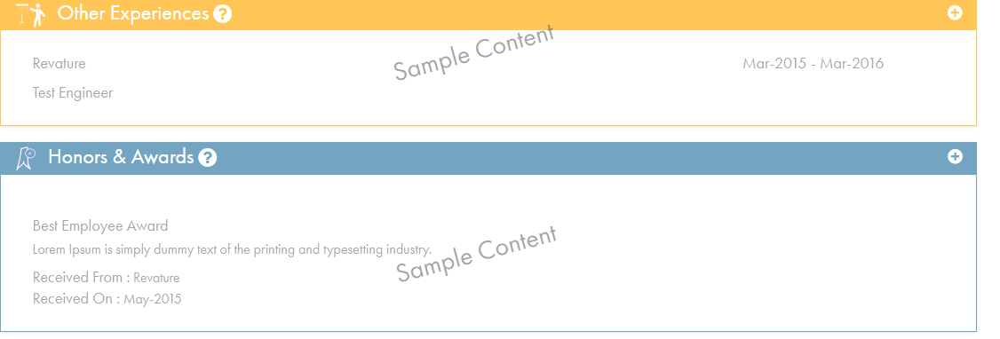 Other Experiences ?
Sample Content
Revature Mar-2015 - Mar-2016
Test Engineer
Honors & Awards ?
Best Employee Award
Lorem Ipsum is simply dummy text of the printing and typesetting industry.
Sample Content
Received From : Revature
Received On : May-2015